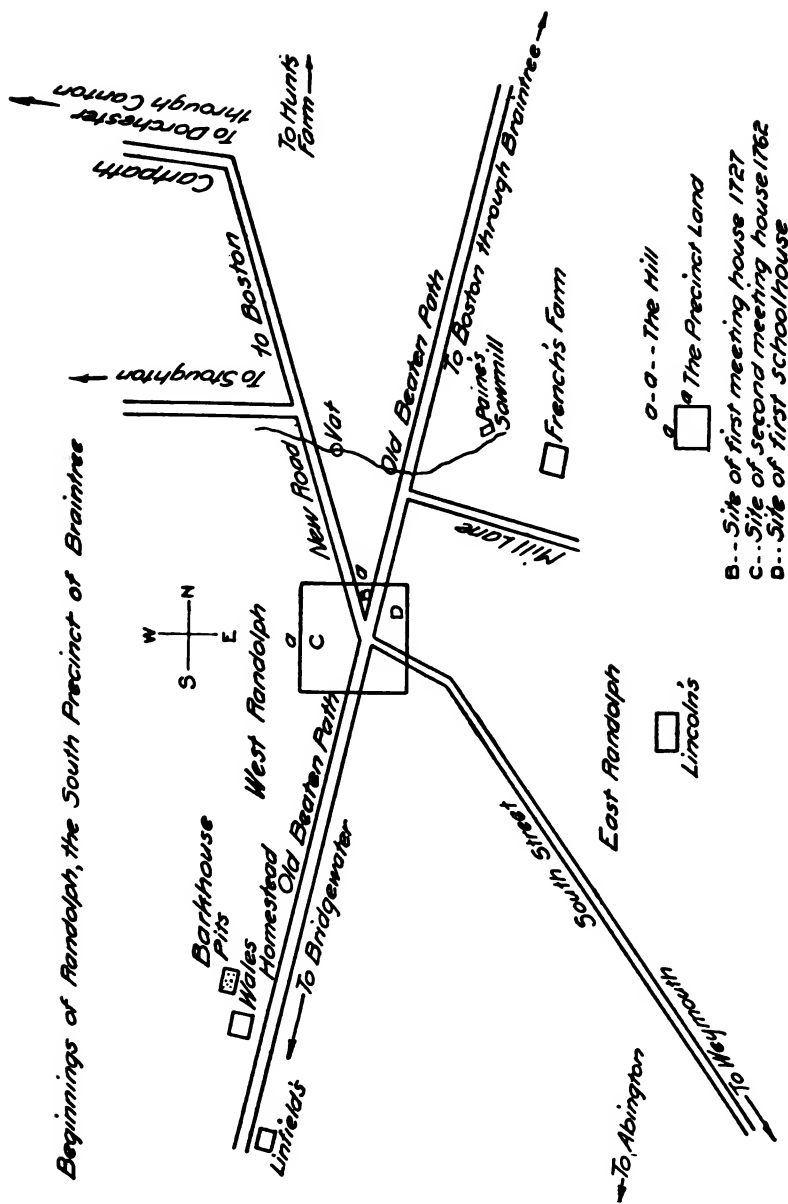 Beginnings of Randolph, the South Precinct of Braintree
W
S
N
E
To Dorchester
through Canton
Cartpath
To Hunt's
Farm
To Stoughton
to Boston
New Road
Vat
Barkhouse
Pits
Wales
Homestead
West Randolph
Old Beaten Path
To Bridgewater
Linfield's
a
C
a
B
D
Old Beaten Path
To Boston through Braintree
Paine's
Sawmill
Mill Lane
French's Farm
South Street
To Weymouth
To Abington
East Randolph
Lincoln's
a-a--The Hill
a
a The Precinct Land
B--Site of first meeting house 1727
C--Site of second meeting house 1762
D--Site of first schoolhouse